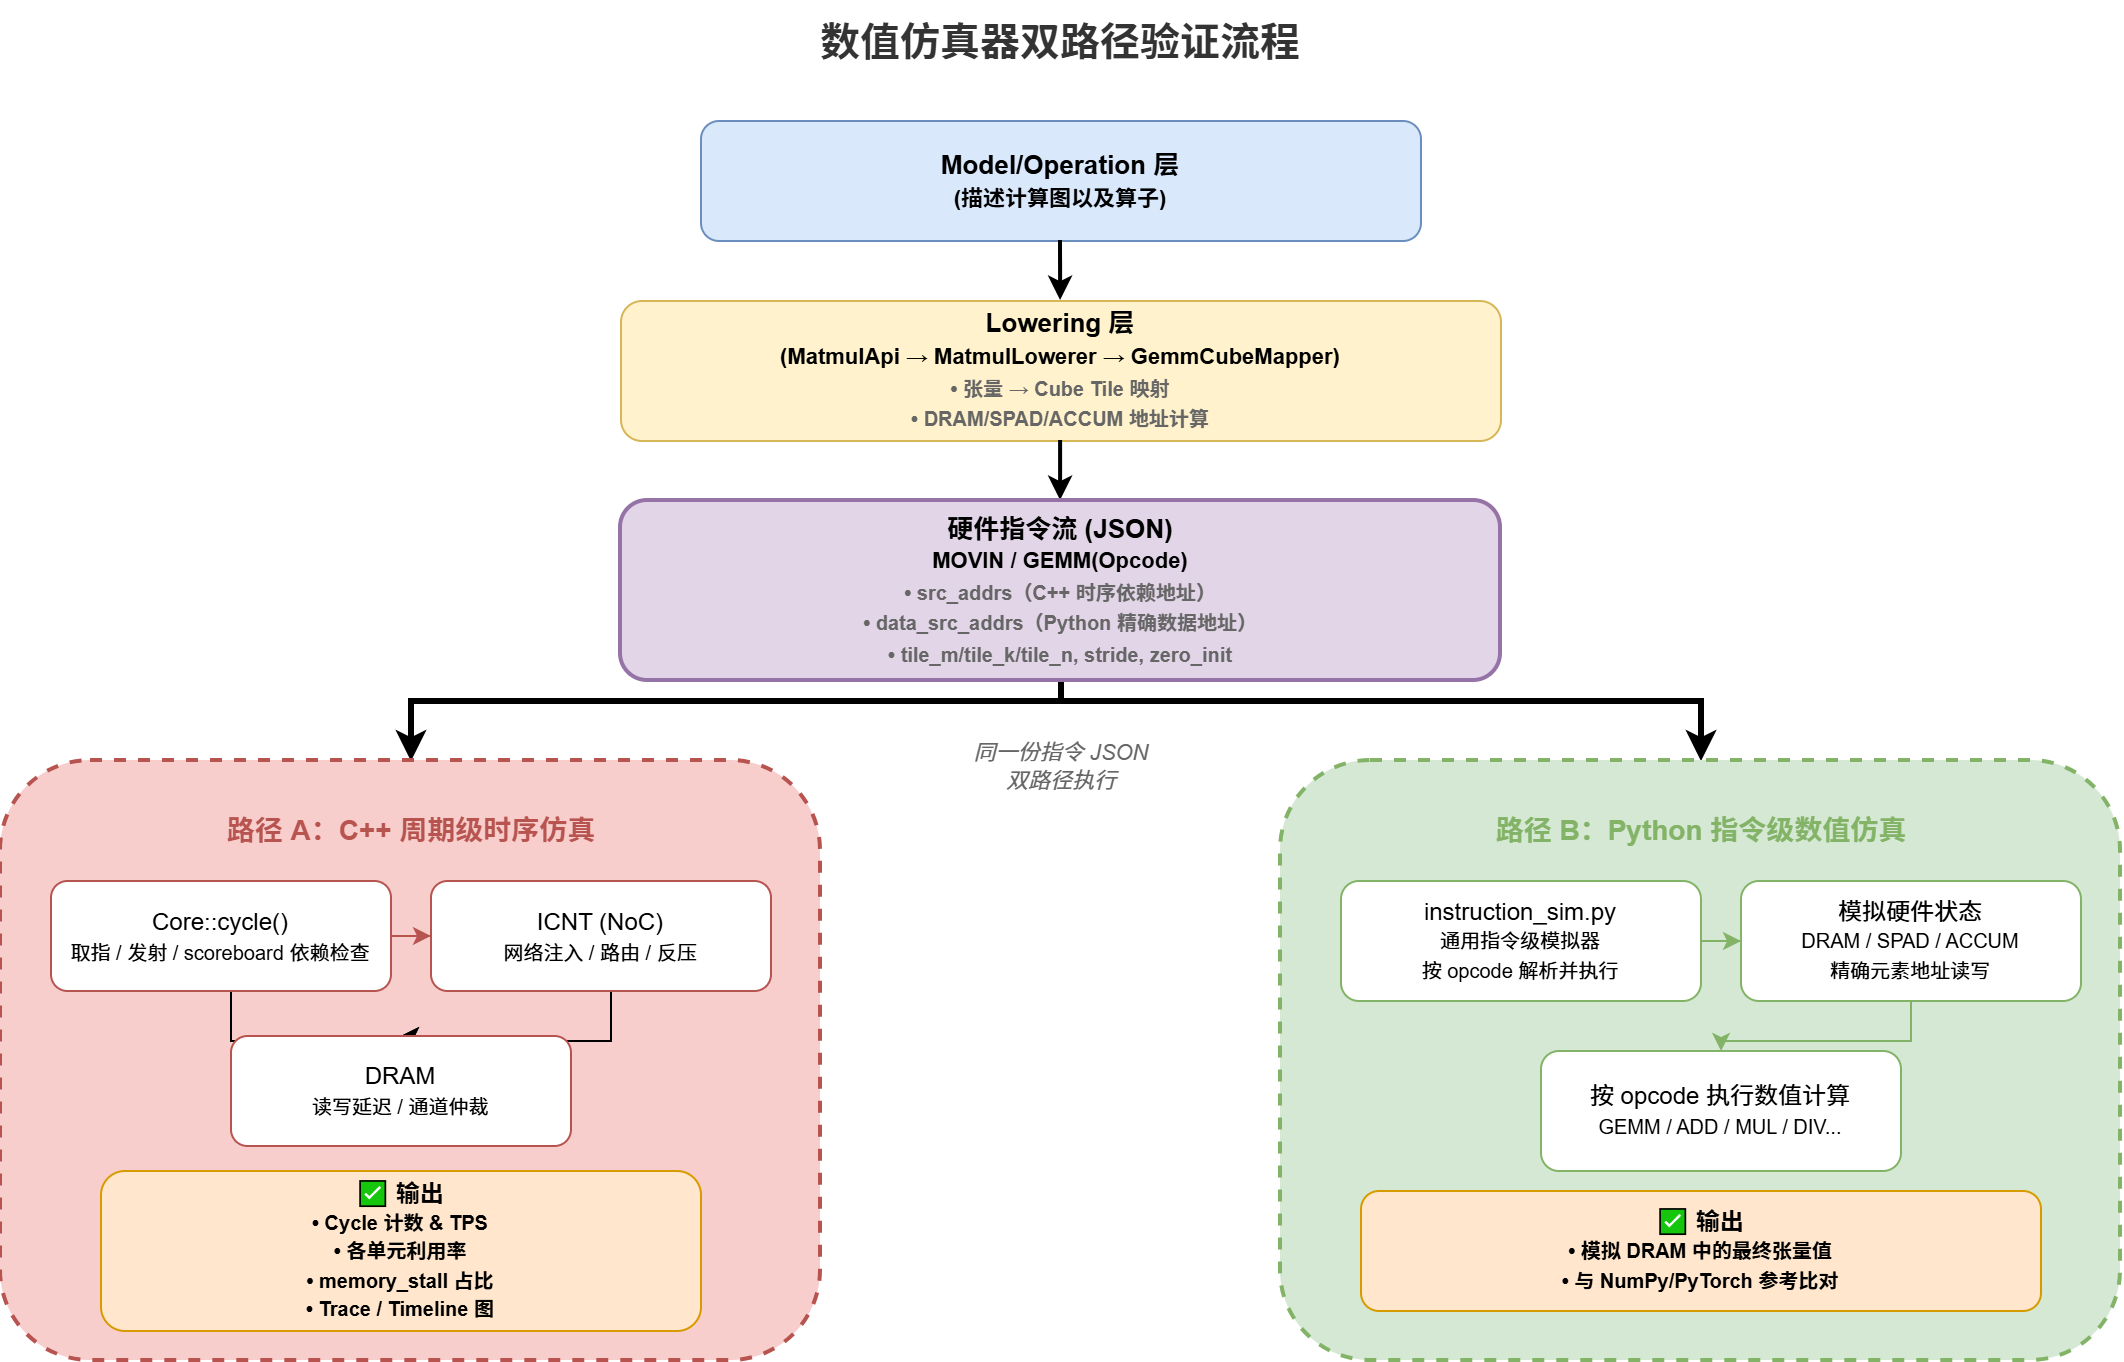 数值仿真器双路径验证流程
Model/Operation 层
(描述计算图以及算子)
Lowering 层
(MatmulApi → MatmulLowerer → GemmCubeMapper)
• 张量 → Cube Tile 映射
• DRAM/SPAD/ACCUM 地址计算
硬件指令流 (JSON)
MOVIN / GEMM(Opcode)
• src_addrs（C++ 时序依赖地址）
• data_src_addrs（Python 精确数据地址）
• tile_m/tile_k/tile_n, stride, zero_init
同一份指令 JSON
双路径执行
路径 A：C++ 周期级时序仿真
Core::cycle()
取指 / 发射 / scoreboard 依赖检查
ICNT (NoC)
网络注入 / 路由 / 反压
DRAM
读写延迟 / 通道仲裁
✅ 输出
• Cycle 计数 & TPS
• 各单元利用率
• memory_stall 占比
• Trace / Timeline 图
路径 B：Python 指令级数值仿真
instruction_sim.py
通用指令级模拟器
按 opcode 解析并执行
模拟硬件状态
DRAM / SPAD / ACCUM
精确元素地址读写
按 opcode 执行数值计算
GEMM / ADD / MUL / DIV...
✅ 输出
• 模拟 DRAM 中的最终张量值
• 与 NumPy/PyTorch 参考比对